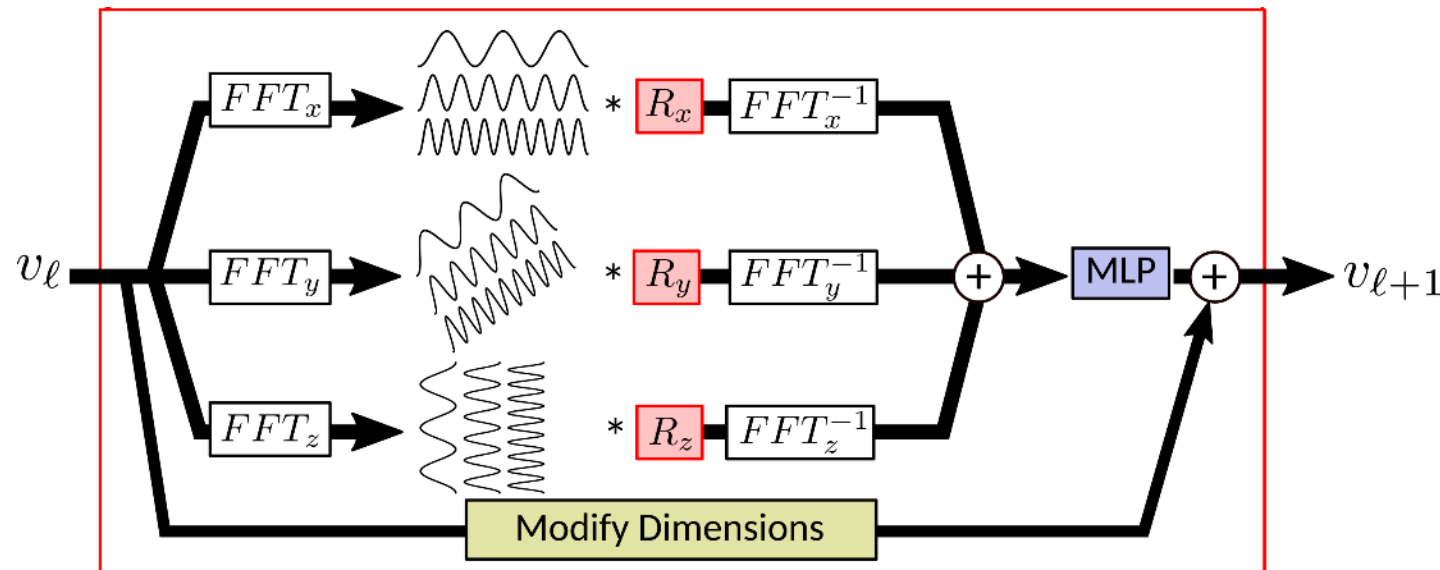 FFT_x * R_x FFT_x^{-1}
v_ℓ FFT_y * R_y FFT_y^{-1} + MLP + v_{ℓ+1}
FFT_z * R_z FFT_z^{-1}
Modify Dimensions